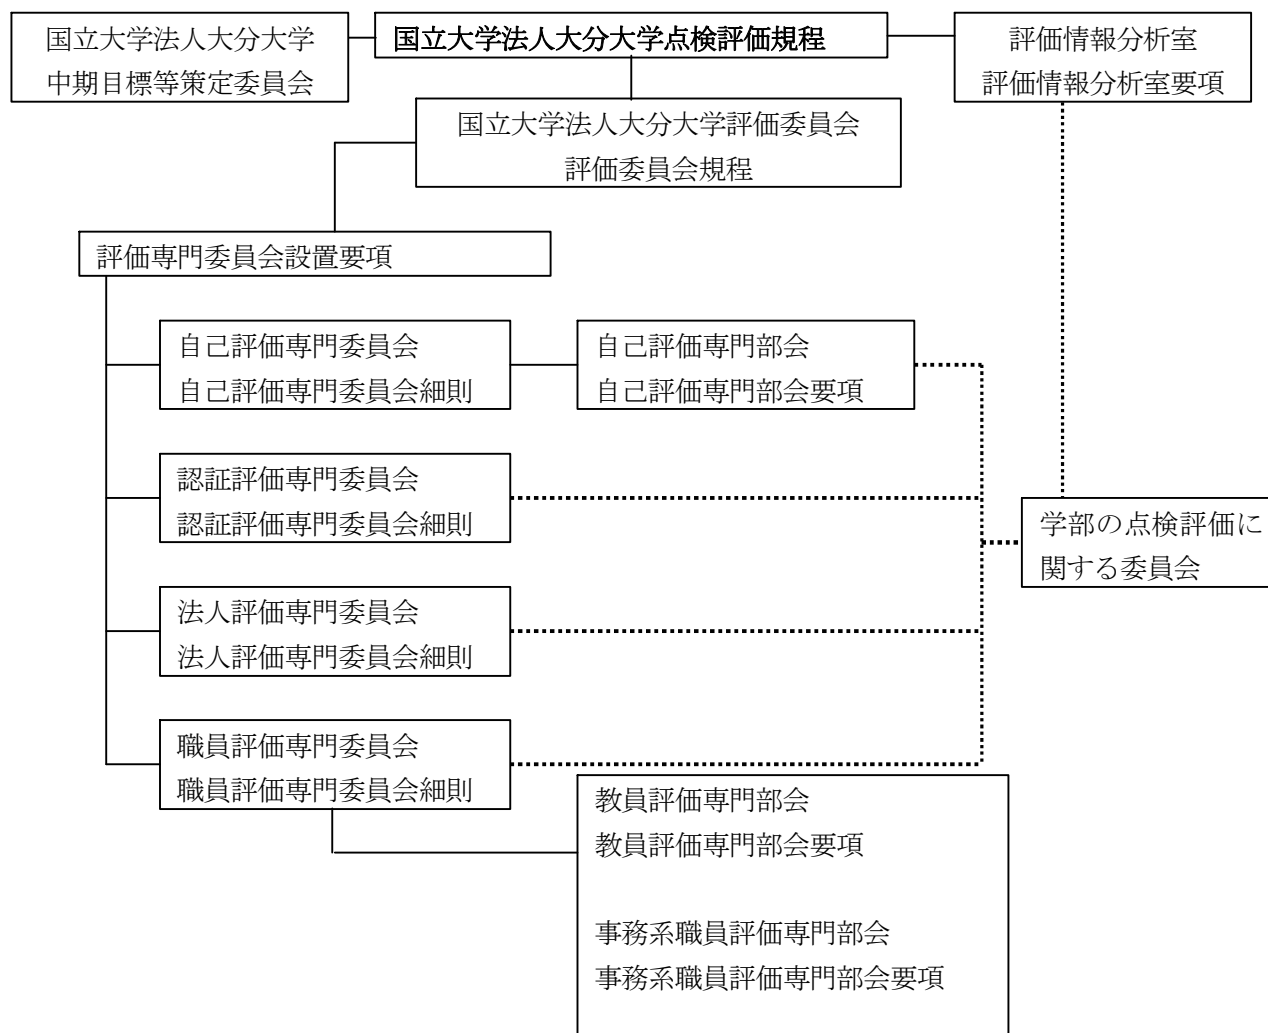 国立大学法人大分大学
中期目標等策定委員会
国立大学法人大分大学点検評価規程
評価情報分析室
評価情報分析室要項
国立大学法人大分大学評価委員会
評価委員会規程
評価専門委員会設置要項
自己評価専門委員会
自己評価専門委員会細則
自己評価専門部会
自己評価専門部会要項
認証評価専門委員会
認証評価専門委員会細則
学部の点検評価に
関する委員会
法人評価専門委員会
法人評価専門委員会細則
職員評価専門委員会
職員評価専門委員会細則
教員評価専門部会
教員評価専門部会要項
事務系職員評価専門部会
事務系職員評価専門部会要項